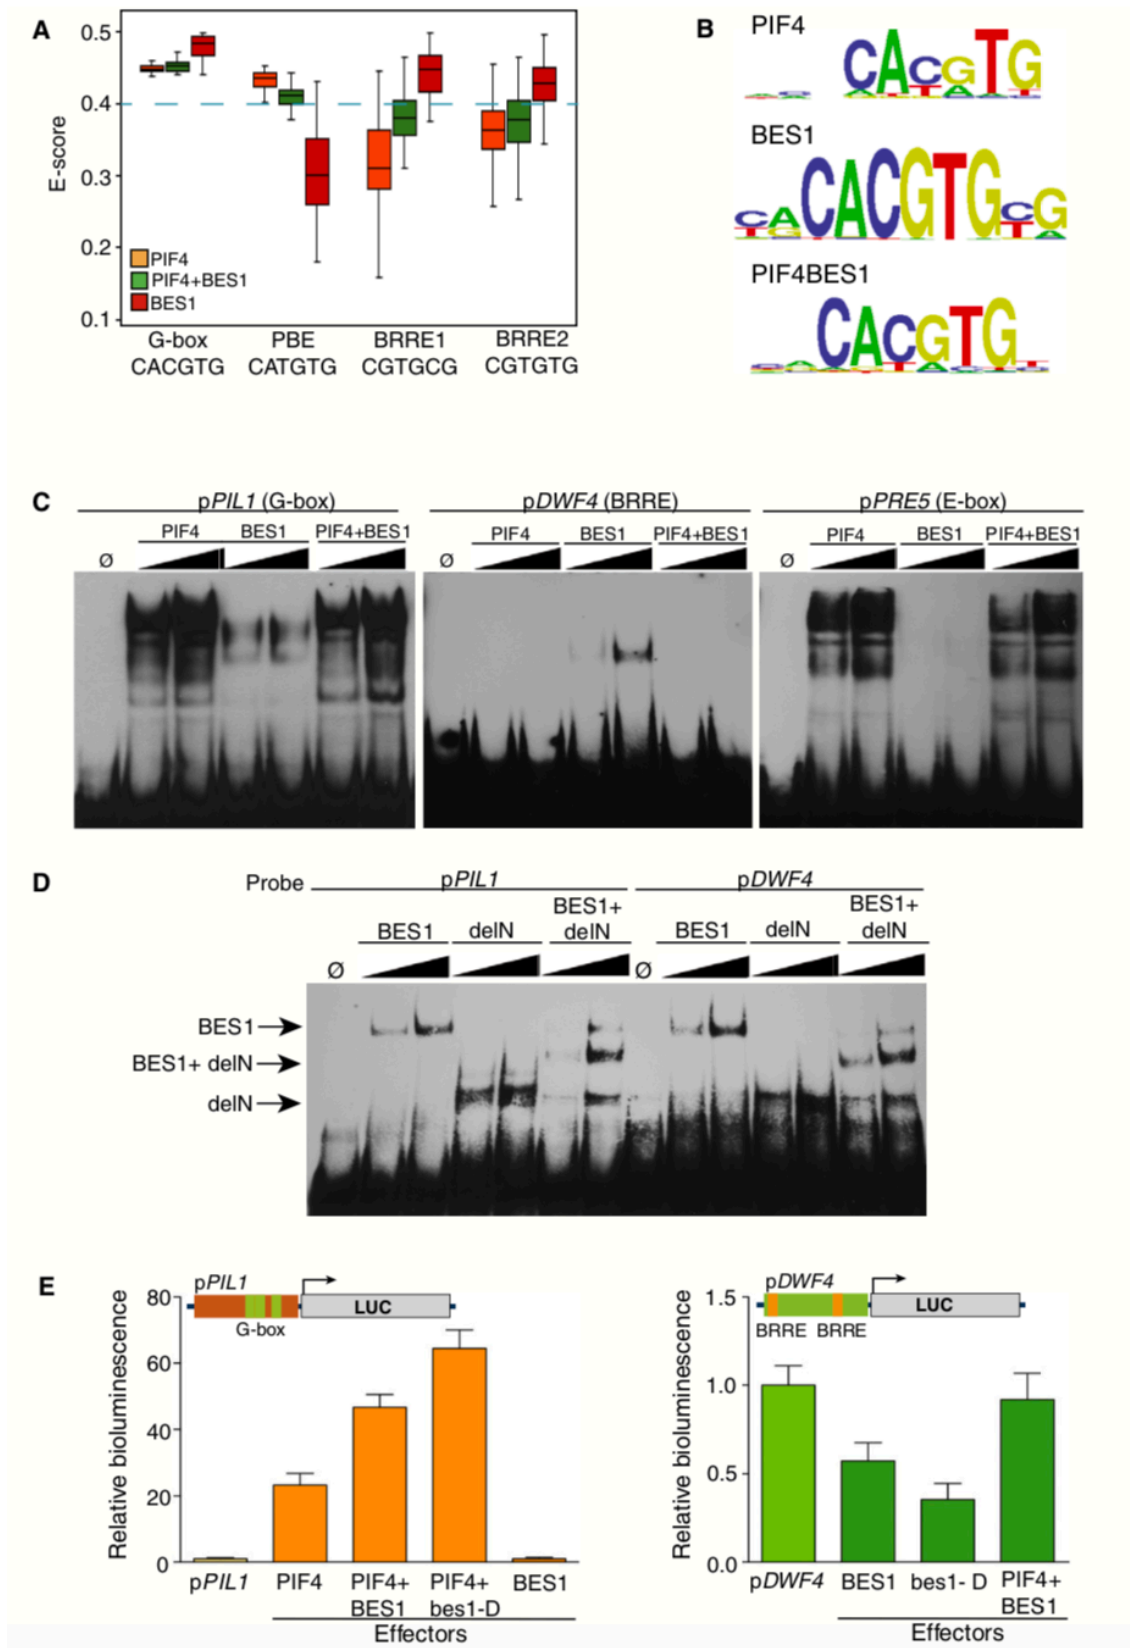 A
E-score
0.5
0.4
0.3
0.2
0.1
PIF4
PIF4+BES1
BES1
G-box PBE BRRE1 BRRE2
CACGTG CATGTG CGTGCG CGTGTG
B
PIF4
CACGTG
BES1
CACGTG
PIF4BES1
CACGTG
C
pPIL1 (G-box) pDWF4 (BRRE) pPRE5 (E-box)
Ø PIF4 BES1 PIF4+BES1 Ø PIF4 BES1 PIF4+BES1 Ø PIF4 BES1 PIF4+BES1
D
Probe pPIL1 pDWF4
Ø BES1 delN BES1+ delN Ø BES1 delN BES1+ delN
BES1
BES1+ delN
delN
E
pPIL1
LUC
G-box
Relative bioluminescence
80
60
40
20
0
pPIL1 PIF4 PIF4+ BES1 PIF4+ bes1-D BES1
Effectors
pDWF4
LUC
BRRE BRRE
Relative bioluminescence
1.5
1.0
0.5
0.0
pDWF4 BES1 bes1- D PIF4+ BES1
Effectors